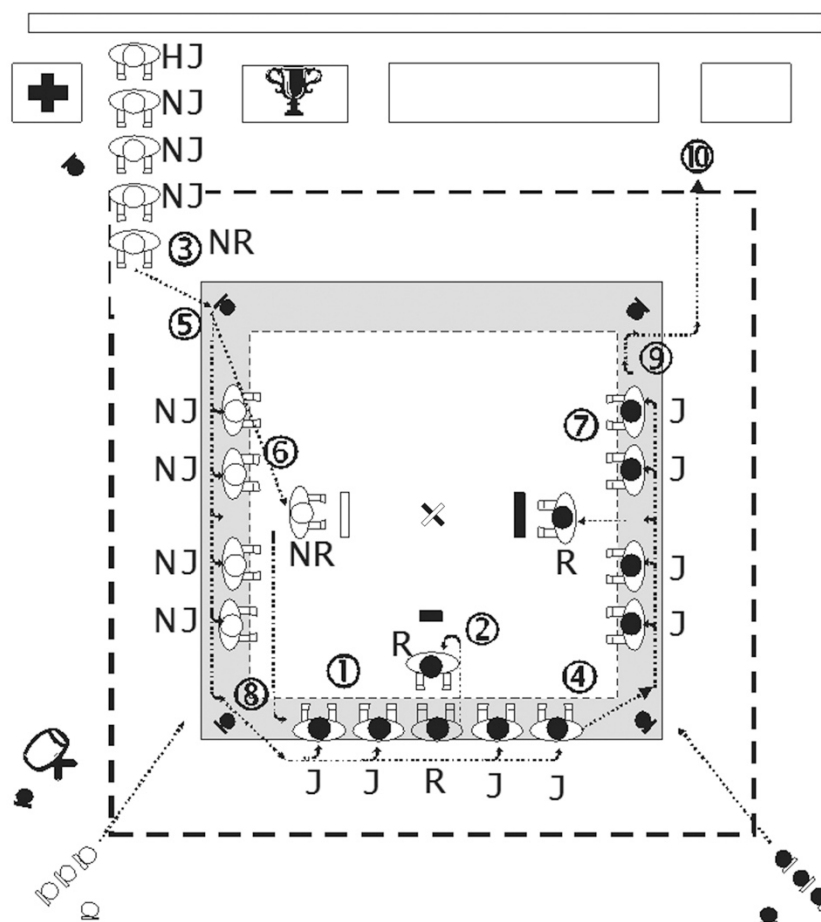 HJ
NJ
NJ
NJ
⑩
③ NR
⑤
⑨
NJ ⑦ J
⑥
NJ J
NR R
NJ J
② 
NJ R J
① ④
⑧
J J R J J